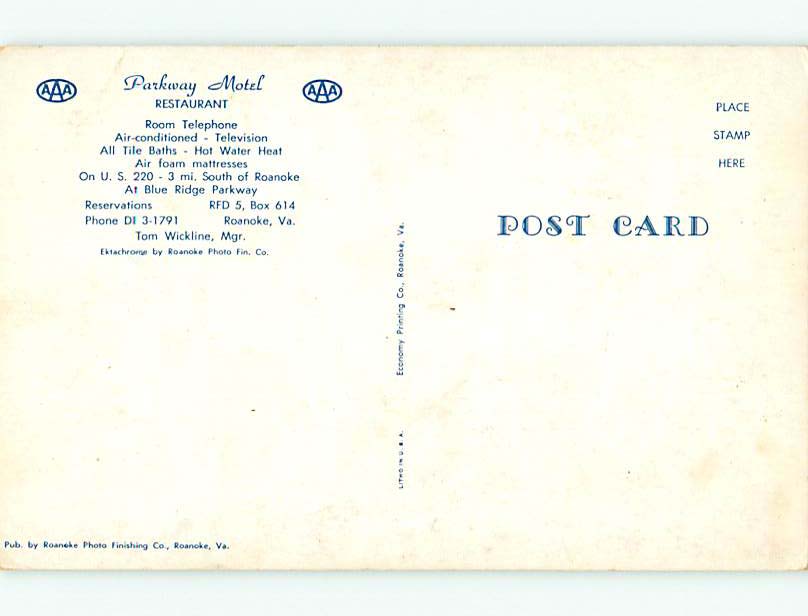 AAA Parkway Motel AAA
RESTAURANT
Room Telephone
Air-conditioned - Television
All Tile Baths - Hot Water Heat
Air foam mattresses
On U. S. 220 - 3 mi. South of Roanoke
At Blue Ridge Parkway
Reservations RFD 5, Box 614
Phone DI 3-1791 Roanoke, Va.
Tom Wickline, Mgr.
Ektachrome by Roanoke Photo Fin. Co.
Pub. by Roanoke Photo Finishing Co., Roanoke, Va.
Economy Printing Co., Roanoke, Va.
LITHO IN U. S. A.
PLACE
STAMP
HERE
POST CARD